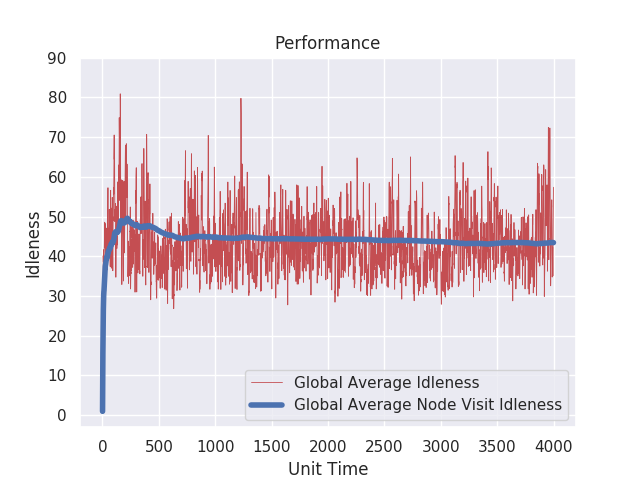 Performance
90
80
70
60
50
40
30
20
10
0
Idleness
0 500 1000 1500 2000 2500 3000 3500 4000
Unit Time
Global Average Idleness
Global Average Node Visit Idleness